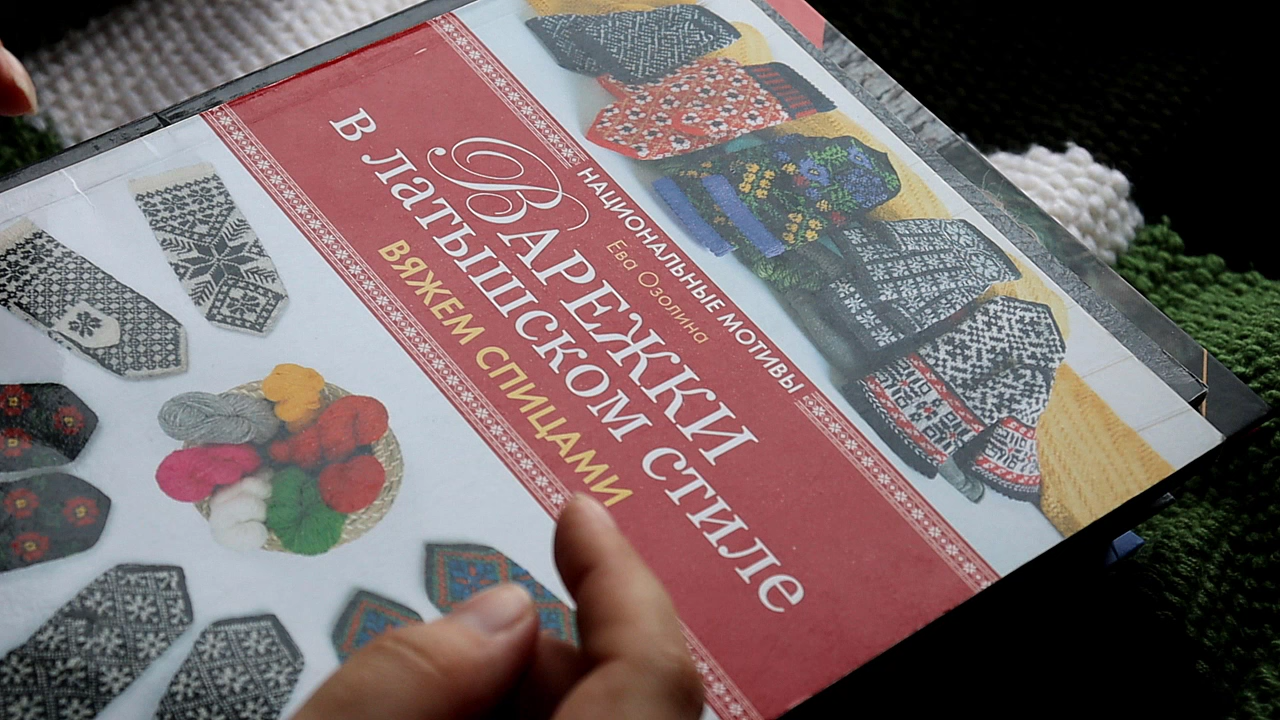 НАЦИОНАЛЬНЫЕ МОТИВЫ
Ева Озолина
ВАРЕЖКИ
В ЛАТЫШСКОМ СТИЛЕ
ВЯЖЕМ СПИЦАМИ